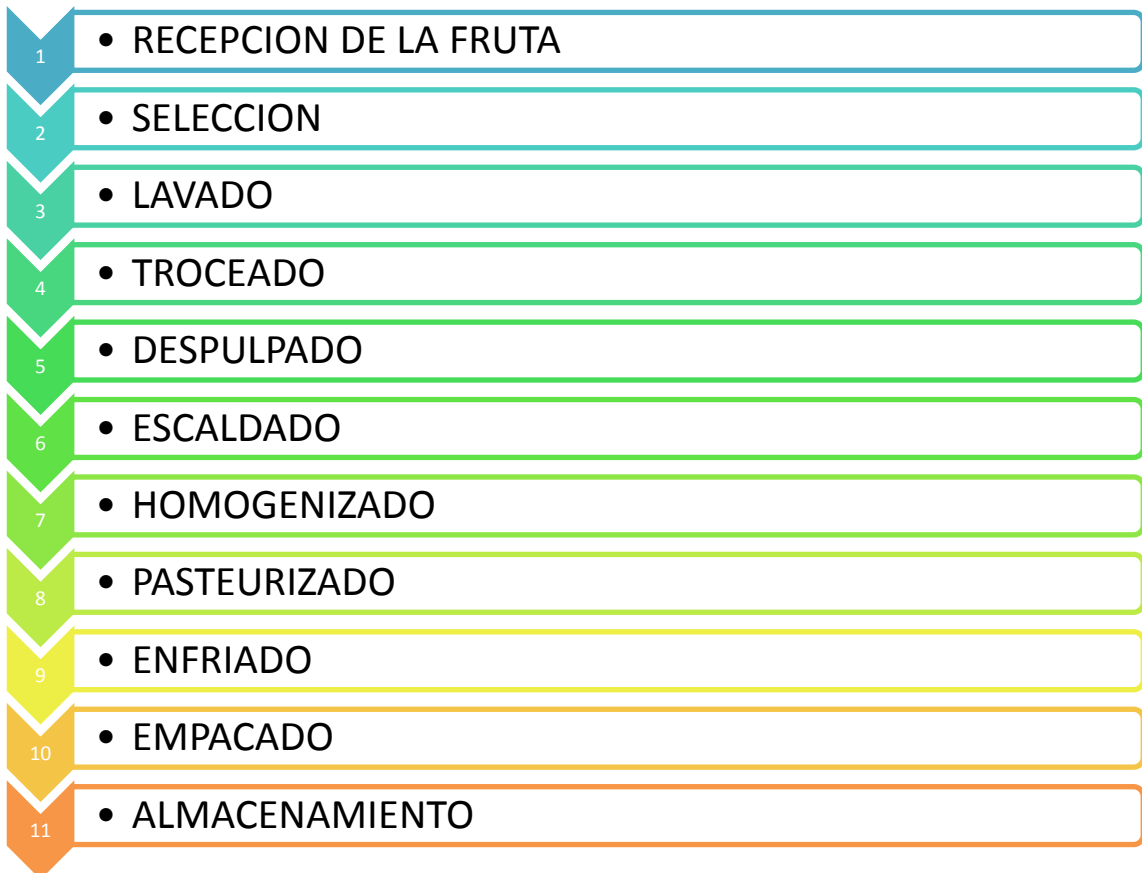 1 • RECEPCION DE LA FRUTA
2 • SELECCION
3 • LAVADO
4 • TROCEADO
5 • DESPULPADO
6 • ESCALDADO
7 • HOMOGENIZADO
8 • PASTEURIZADO
9 • ENFRIADO
10 • EMPACADO
11 • ALMACENAMIENTO